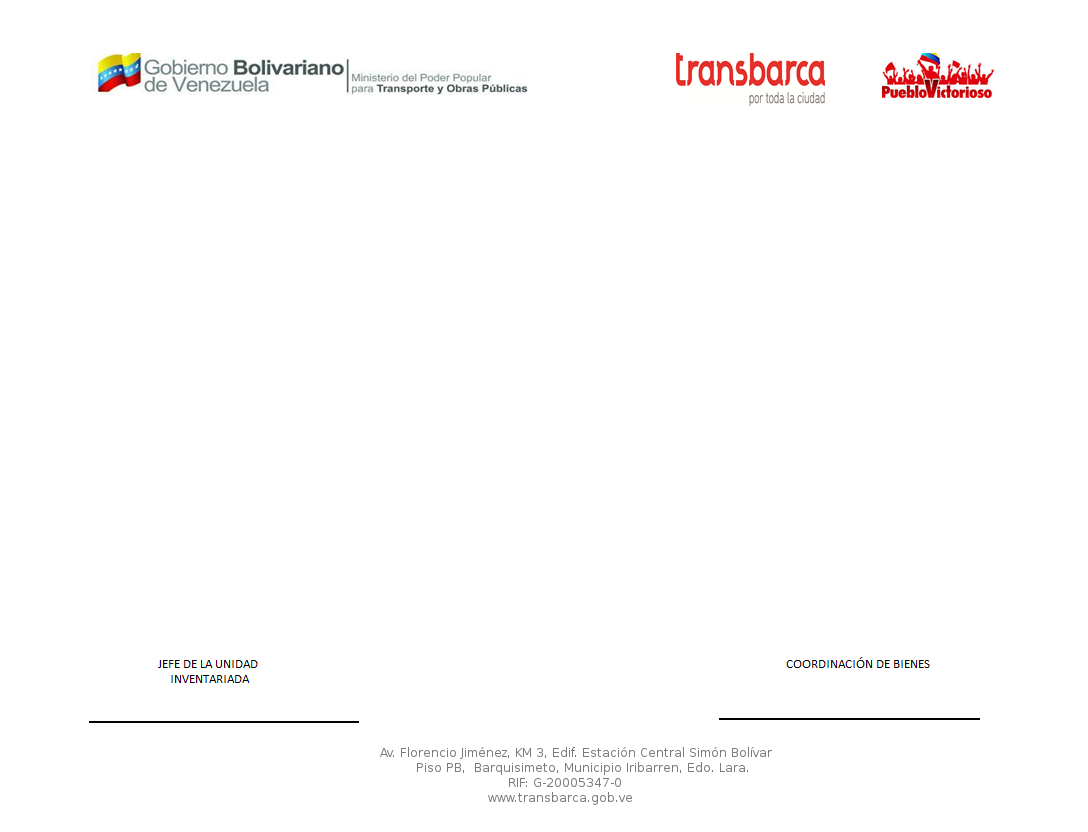 Gobierno Bolivariano
de Venezuela
Ministerio del Poder Popular
para Transporte y Obras Públicas
transbarca
por toda la ciudad
PuebloVictorioso
JEFE DE LA UNIDAD
INVENTARIADA
COORDINACIÓN DE BIENES
Av. Florencio Jiménez, KM 3, Edif. Estación Central Simón Bolívar
Piso PB, Barquisimeto, Municipio Iribarren, Edo. Lara.
RIF: G-20005347-0
www.transbarca.gob.ve